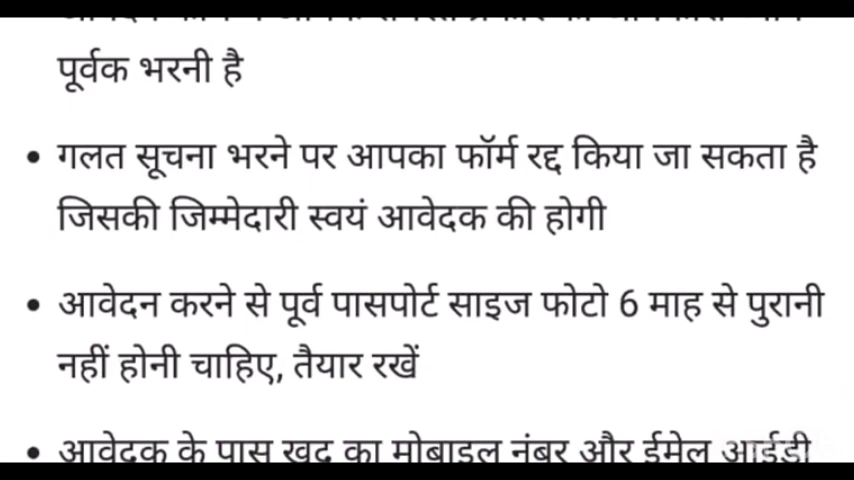 पूर्वक भरनी है
• गलत सूचना भरने पर आपका फॉर्म रद्द किया जा सकता है
जिसकी जिम्मेदारी स्वयं आवेदक की होगी
• आवेदन करने से पूर्व पासपोर्ट साइज फोटो 6 माह से पुरानी
नहीं होनी चाहिए, तैयार रखें
• आवेदक के पास खुद का मोबाइल नंबर और ईमेल आईडी